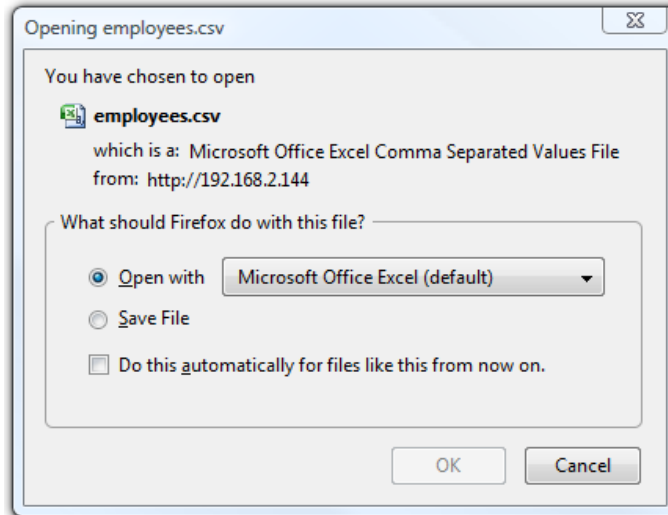 Opening employees.csv
You have chosen to open
employees.csv
which is a: Microsoft Office Excel Comma Separated Values File
from: http://192.168.2.144
What should Firefox do with this file?
Open with Microsoft Office Excel (default)
Save File
Do this automatically for files like this from now on.
OK Cancel